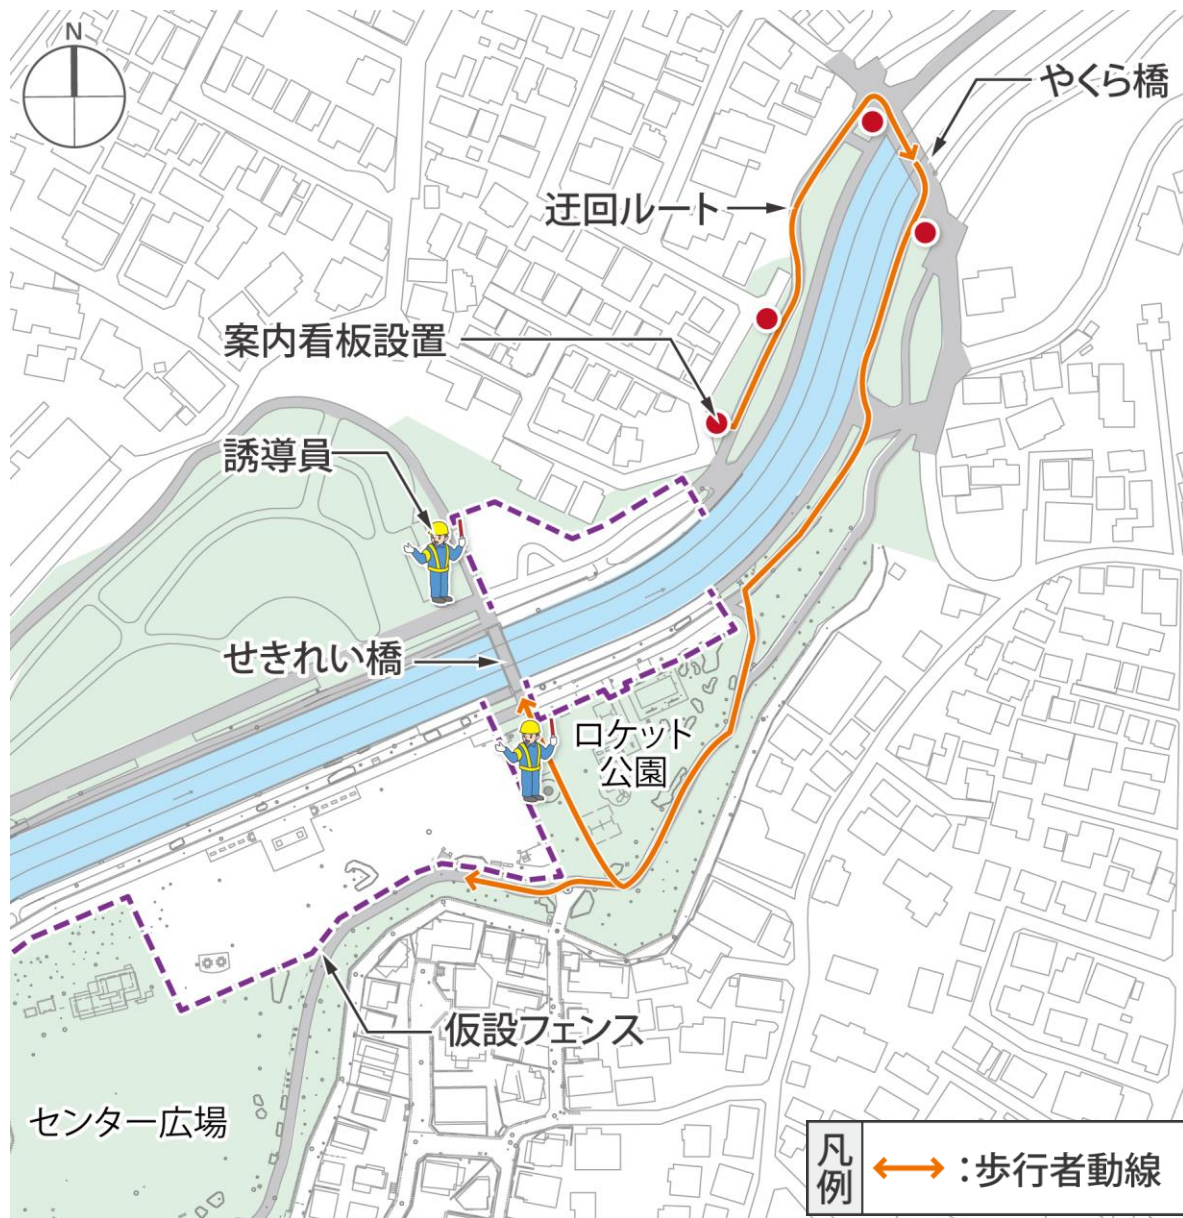 N
やくら橋
迂回ルート
案内看板設置
誘導員
せきれい橋
ロケット
公園
仮設フェンス
センター広場
凡例
：歩行者動線